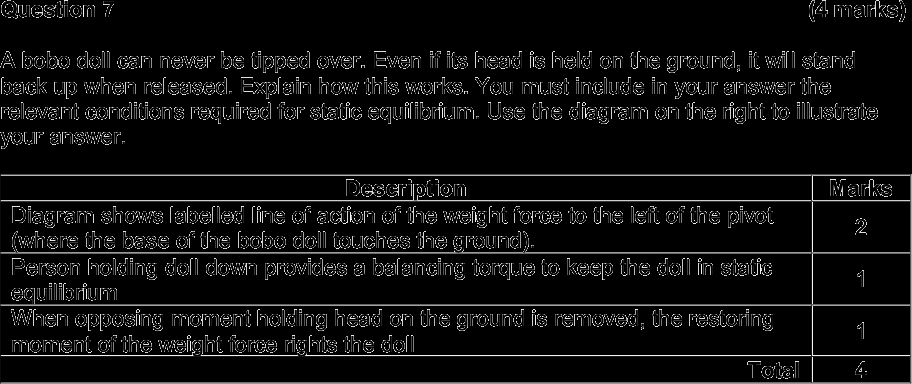 Question 7 (4 marks)
A bobo doll can never be tipped over. Even if its head is held on the ground, it will stand
back up when released. Explain how this works. You must include in your answer the
relevant conditions required for static equilibrium. Use the diagram on the right to illustrate
your answer.
Description Marks
Diagram shows labelled line of action of the weight force to the left of the pivot
(where the base of the bobo doll touches the ground). 2
Person holding doll down provides a balancing torque to keep the doll in static
equilibrium 1
When opposing moment holding head on the ground is removed, the restoring
moment of the weight force rights the doll 1
Total 4